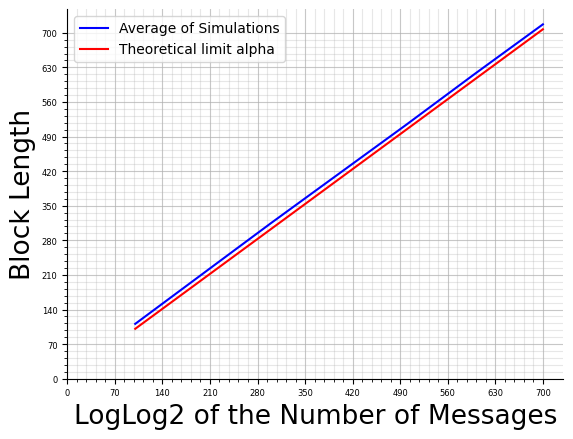 Average of Simulations
Theoretical limit alpha
Block Length
700
630
560
490
420
350
280
210
140
70
0
0 70 140 210 280 350 420 490 560 630 700
LogLog2 of the Number of Messages